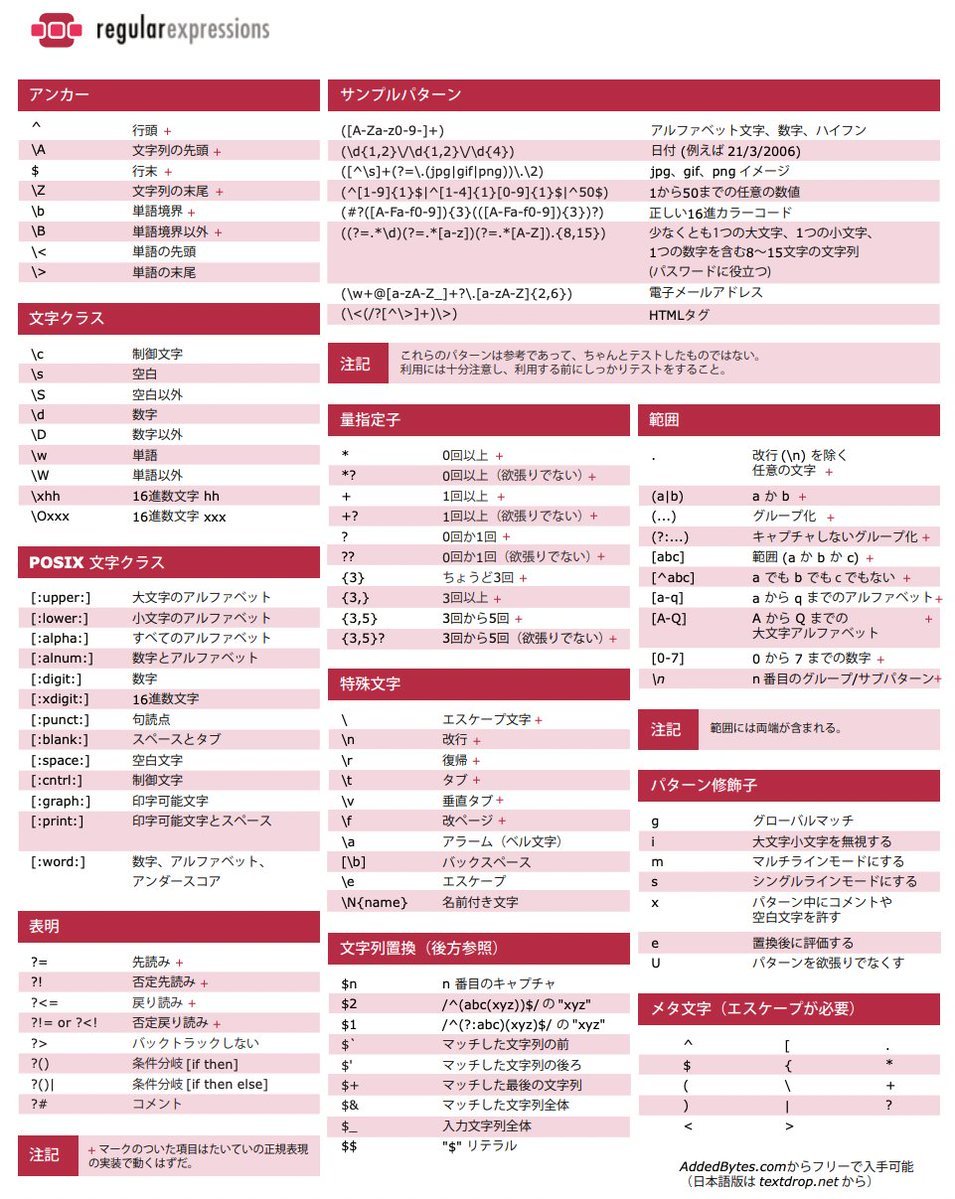 regularexpressions
アンカー
^ 行頭 +
\A 文字列の先頭 +
$ 行末 +
\Z 文字列の末尾 +
\b 単語境界 +
\B 単語境界以外 +
\< 単語の先頭
\> 単語の末尾
文字クラス
\c 制御文字
\s 空白
\S 空白以外
\d 数字
\D 数字以外
\w 単語
\W 単語以外
\xhh 16進数文字 hh
\Oxxx 16進数文字 xxx
POSIX 文字クラス
[:upper:] 大文字のアルファベット
[:lower:] 小文字のアルファベット
[:alpha:] すべてのアルファベット
[:alnum:] 数字とアルファベット
[:digit:] 数字
[:xdigit:] 16進数文字
[:punct:] 句読点
[:blank:] スペースとタブ
[:space:] 空白文字
[:cntrl:] 制御文字
[:graph:] 印字可能文字
[:print:] 印字可能文字とスペース
[:word:] 数字、アルファベット、
アンダースコア
表明
?= 先読み +
?! 否定先読み +
?<= 戻り読み +
?!= or ?<! 否定戻り読み +
?> バックトラックしない
?() 条件分岐 [if then]
?()| 条件分岐 [if then else]
?# コメント
注記
+ マークのついた項目はたいていの正規表現
の実装で動くはずだ。
サンプルパターン
([A-Za-z0-9-]+) アルファベット文字、数字、ハイフン
(\d{1,2}\/\d{1,2}\/\d{4}) 日付 (例えば 21/3/2006)
([^\s]+(?=\.(jpg|gif|png))\.\2) jpg、gif、png イメージ
(^[1-9]{1}$|^[1-4]{1}[0-9]{1}$|^50$) 1から50までの任意の数値
(#?([A-Fa-f0-9]){3}(([A-Fa-f0-9]){3})?) 正しい16進カラーコード
((?=.*\d)(?=.*[a-z])(?=.*[A-Z]).{8,15}) 少なくとも1つの大文字、1つの小文字、
1つの数字を含む8〜15文字の文字列
(パスワードに役立つ)
(\w+@[a-zA-Z_]+?\.[a-zA-Z]{2,6}) 電子メールアドレス
(\<(/?[^\>]+)\>) HTMLタグ
注記
これらのパターンは参考であって、ちゃんとテストしたものではない。
利用には十分注意し、利用する前にしっかりテストをすること。
量指定子
* 0回以上 +
*? 0回以上（欲張りでない）+
+ 1回以上 +
+? 1回以上（欲張りでない）+
? 0回か1回 +
?? 0回か1回（欲張りでない）+
{3} ちょうど3回 +
{3,} 3回以上 +
{3,5} 3回から5回 +
{3,5}? 3回から5回（欲張りでない）+
特殊文字
\ エスケープ文字 +
\n 改行 +
\r 復帰 +
\t タブ +
\v 垂直タブ +
\f 改ページ +
\a アラーム（ベル文字）
[\b] バックスペース
\e エスケープ
\N{name} 名前付き文字
文字列置換（後方参照）
$n n 番目のキャプチャ
$2 /^(abc(xyz))$/ の "xyz"
$1 /^(?:abc)(xyz)$/ の "xyz"
$` マッチした文字列の前
$' マッチした文字列の後ろ
$+ マッチした最後の文字列
$& マッチした文字列全体
$_ 入力文字列全体
$$ "$" リテラル
範囲
. 改行 (\n) を除く
任意の文字 +
(a|b) a か b +
(...) グループ化 +
(?:...) キャプチャしないグループ化 +
[abc] 範囲 (a か b か c) +
[^abc] a でも b でも c でもない +
[a-q] a から q までのアルファベット+
[A-Q] A から Q までの +
大文字アルファベット
[0-7] 0 から 7 までの数字 +
\n n 番目のグループ/サブパターン+
注記
範囲には両端が含まれる。
パターン修飾子
g グローバルマッチ
i 大文字小文字を無視する
m マルチラインモードにする
s シングルラインモードにする
x パターン中にコメントや
空白文字を許す
e 置換後に評価する
U パターンを欲張りでなくす
メタ文字（エスケープが必要）
^ [ .
$ { *
( \ +
) | ?
< >
AddedBytes.comからフリーで入手可能
（日本語版は textdrop.net から）